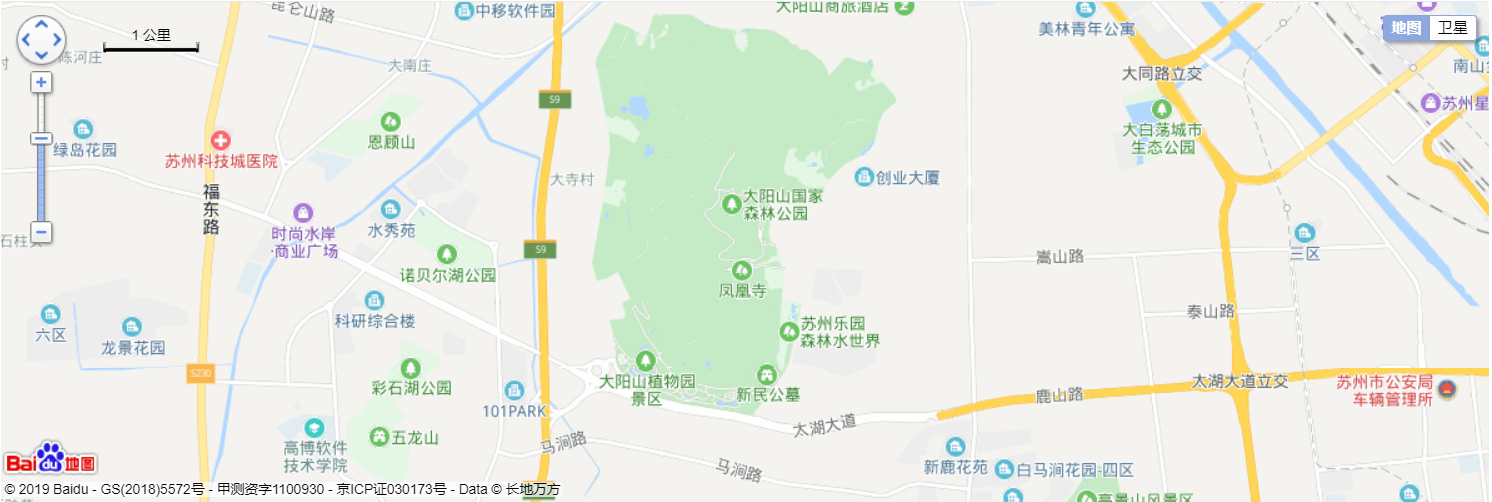 昆仑山路
中移软件园
大阳山商旅酒店
美林青年公寓
地图
卫星
1 公里
陈河庄
大南庄
大同路立交
南山
S9
苏州星
恩顾山
绿岛花园
苏州科技城医院
大白荡城市
生态公园
大寺村
创业大厦
福东路
大阳山国家
森林公园
水秀苑
时尚水岸
·商业广场
石柱
S9
三区
嵩山路
诺贝尔湖公园
凤凰寺
泰山路
六区
龙景花园
科研综合楼
苏州乐园
森林水世界
S230
彩石湖公园
大阳山植物园
景区
新民公墓
101PARK
鹿山路
太湖大道立交
苏州市公安局
车辆管理所
太湖大道
高博软件
技术学院
五龙山
马涧路
马涧路
新鹿花苑
白马涧花园-四区
Bai du 地图
高景山风景区
© 2019 Baidu - GS(2018)5572号 - 甲测资字1100930 - 京ICP证030173号 - Data © 长地万方